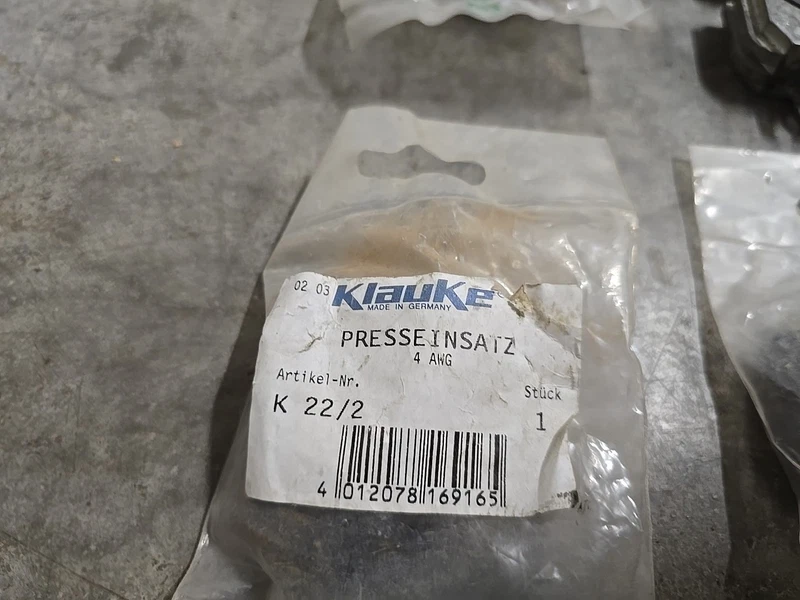 02 03 Klauke
MADE IN GERMANY
PRESSEINSATZ
4 AWG
Artikel-Nr.
Stück
K 22/2
1
4 012078 169165